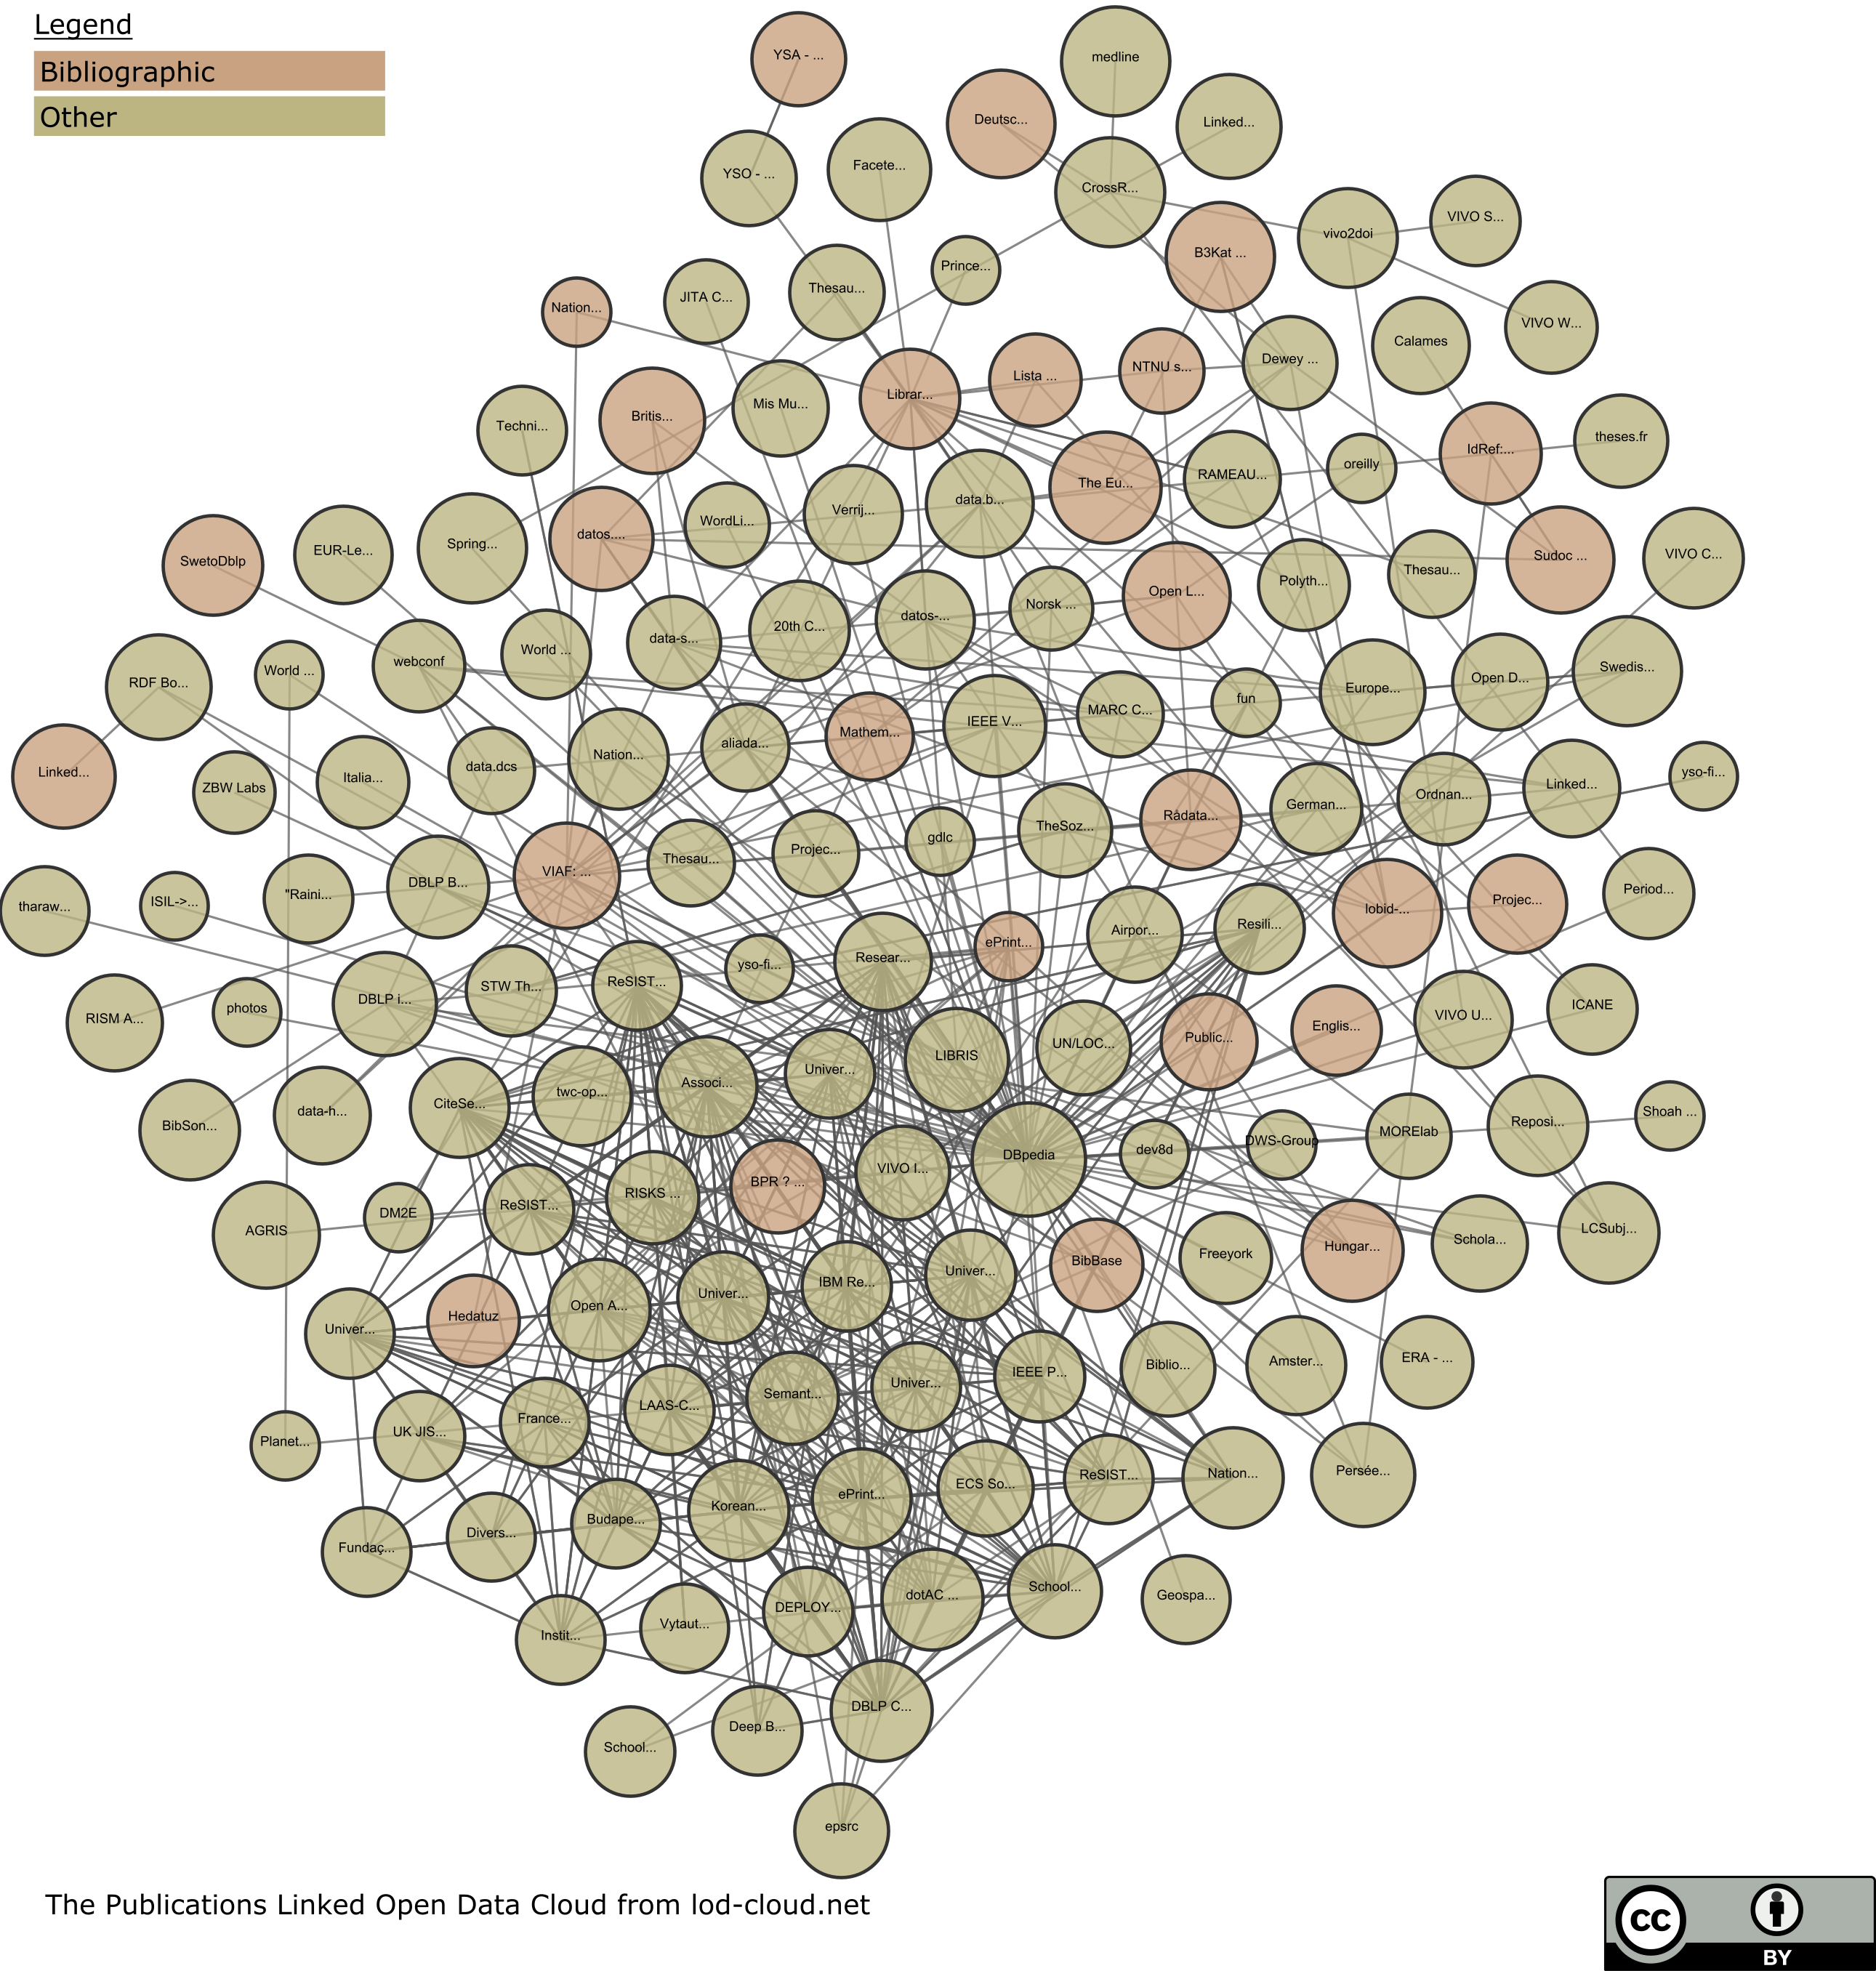 Legend
Bibliographic
Other
YSA - ...
medline
Deutsc...
Linked...
YSO - ...
Facete...
CrossR...
VIVO S...
vivo2doi
B3Kat ...
Prince...
Thesau...
JITA C...
Nation...
VIVO W...
Calames
Dewey ...
NTNU s...
Lista ...
Librar...
Mis Mu...
Britis...
Techni...
theses.fr
IdRef:...
oreilly
RAMEAU...
The Eu...
data.b...
Verrij...
WordLi...
datos....
Spring...
EUR-Le...
SwetoDblp
Sudoc ...
VIVO C...
Thesau...
Polyth...
Open L...
Norsk ...
datos-...
20th C...
data-s...
World ...
webconf
World ...
RDF Bo...
Swedis...
Open D...
Europe...
fun
MARC C...
IEEE V...
Mathem...
aliada...
Nation...
data.dcs
Italia...
ZBW Labs
Linked...
yso-fi...
Linked...
Ordnan...
German...
Rådata...
TheSoz...
gdlc
Projec...
Thesau...
VIAF: ...
DBLP B...
"Raini...
ISIL->...
tharaw...
Period...
Projec...
lobid-...
Resili...
Airpor...
ePrint...
Resear...
yso-fi...
ReSIST...
STW Th...
DBLP i...
photos
RISM A...
ICANE
VIVO U...
Englis...
Public...
UN/LOC...
LIBRIS
Univer...
Associ...
twc-op...
CiteSe...
data-h...
BibSon...
Shoah ...
Reposi...
MORElab
DWS-Group
dev8d
DBpedia
VIVO I...
BPR ? ...
RISKS ...
ReSIST...
DM2E
AGRIS
LCSubj...
Schola...
Hungar...
Freeyork
BibBase
Univer...
IBM Re...
Univer...
Open A...
Hedatuz
Univer...
ERA - ...
Amster...
Biblio...
IEEE P...
Univer...
Semant...
LAAS-C...
France...
UK JIS...
Planet...
Persée...
Nation...
ReSIST...
ECS So...
ePrint...
Korean...
Budape...
Divers...
Fundaç...
Geospa...
School...
dotAC ...
DEPLOY...
Vytaut...
Instit...
DBLP C...
Deep B...
School...
epsrc
The Publications Linked Open Data Cloud from lod-cloud.net
cc
BY